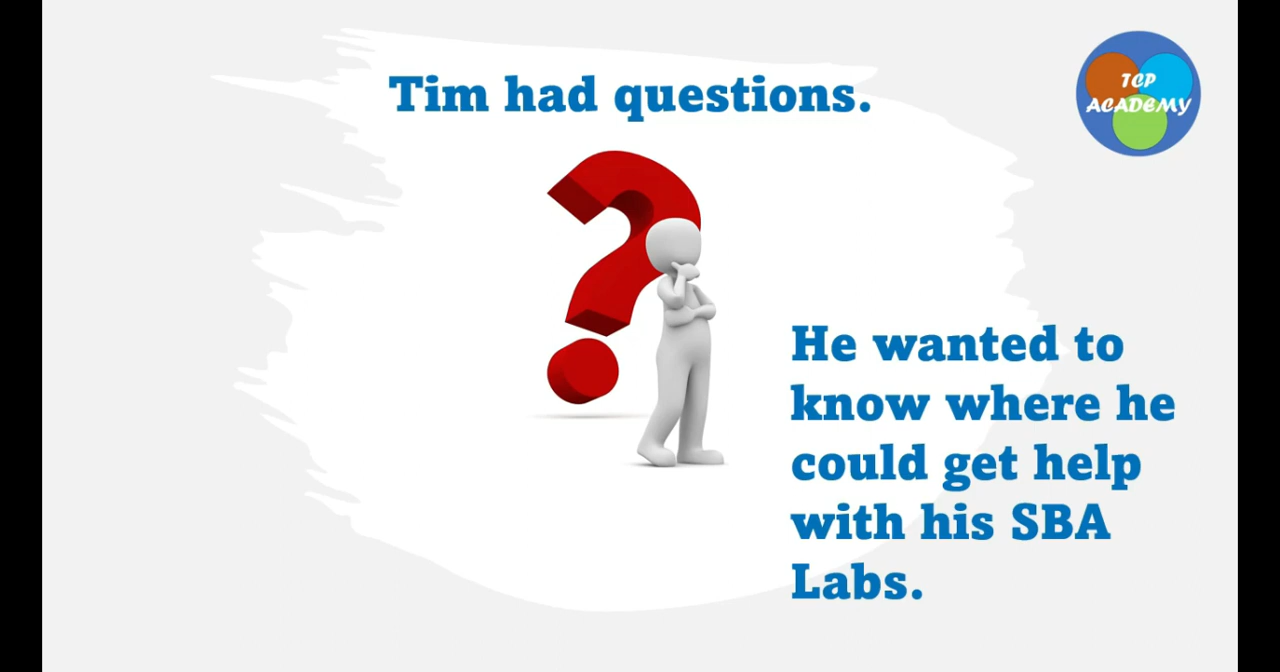 Tim had questions.
TCP
ACADEMY
He wanted to
know where he
could get help
with his SBA
Labs.